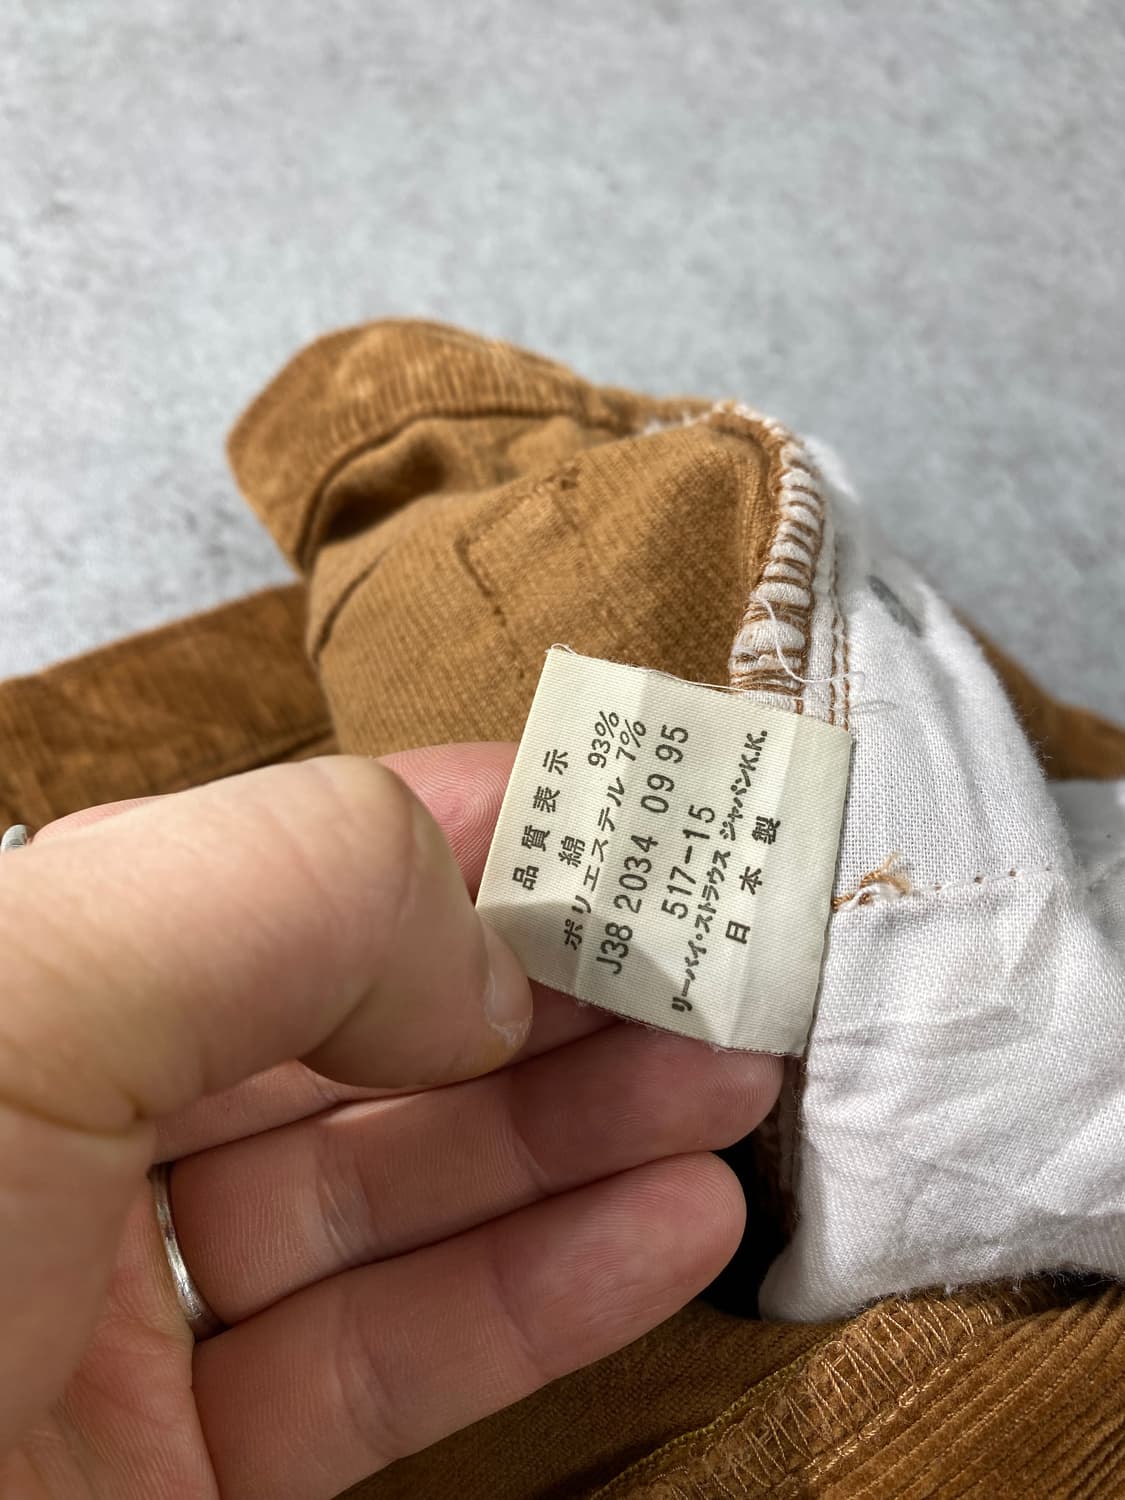 品質表示
綿 93%
ポリエステル 7%
J38 2034 09 95
517-15
リーバイ・ストラウス ジャパンK.K.
日本製